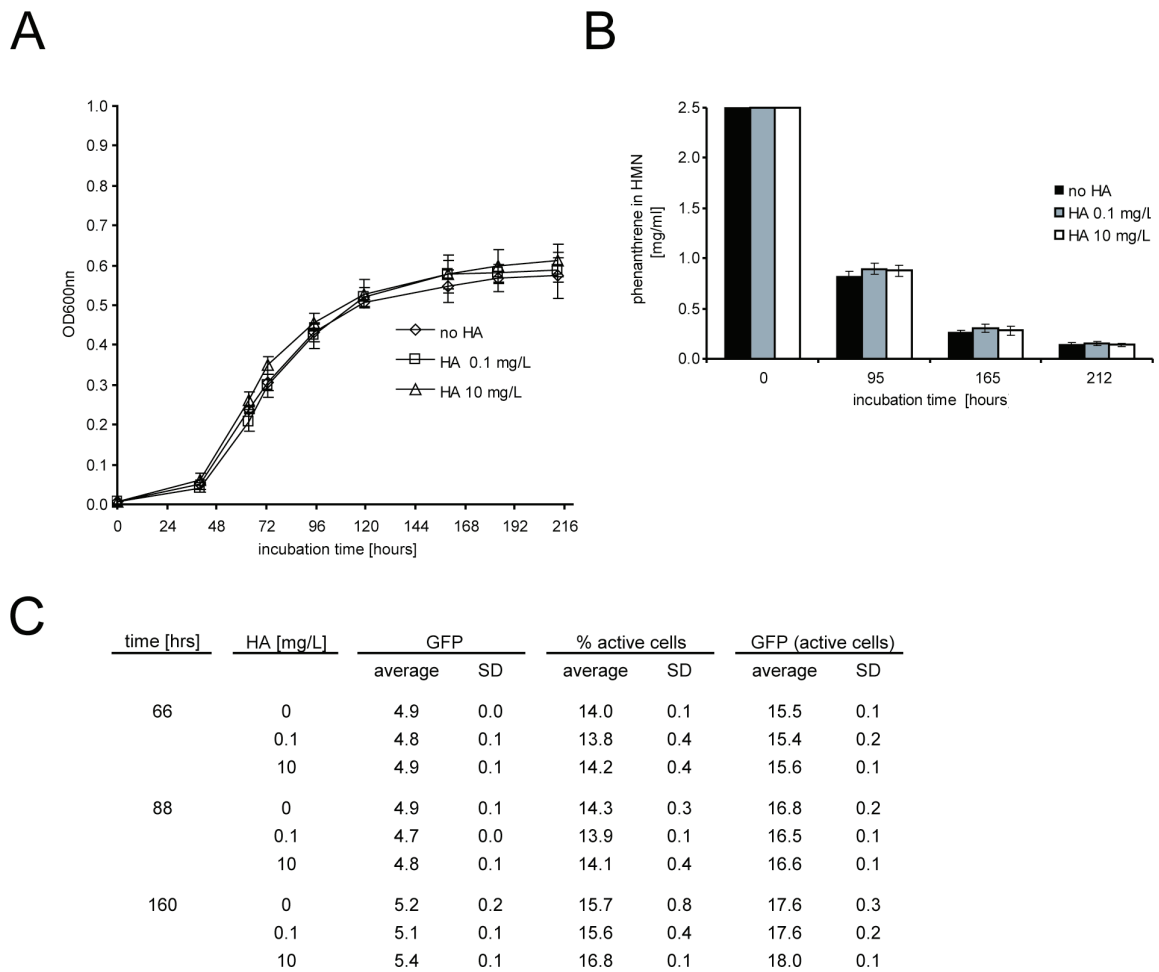 A
B
1.0
0.9
0.8
0.7
0.6
0.5
0.4
0.3
0.2
0.1
0.0
OD600nn
0 24 48 72 96 120 144 168 192 216
incubation time [hours]
no HA
HA 0.1 mg/L
HA 10 mg/L
2.5
2.0
1.5
1.0
0.5
0.0
phenanthrene in HMN
[mg/ml]
0 95 165 212
incubation time [hours
no HA
HA 0.1 mg/L
HA 10 mg/L
C
time [hrs] HA [mg/L] GFP % active cells GFP (active cells)
average SD average SD average SD
66 0 4.9 0.0 14.0 0.1 15.5 0.1
0.1 4.8 0.1 13.8 0.4 15.4 0.2
10 4.9 0.1 14.2 0.4 15.6 0.1
88 0 4.9 0.1 14.3 0.3 16.8 0.2
0.1 4.7 0.0 13.9 0.1 16.5 0.1
10 4.8 0.1 14.1 0.4 16.6 0.1
160 0 5.2 0.2 15.7 0.8 17.6 0.3
0.1 5.1 0.1 15.6 0.4 17.6 0.2
10 5.4 0.1 16.8 0.1 18.0 0.1